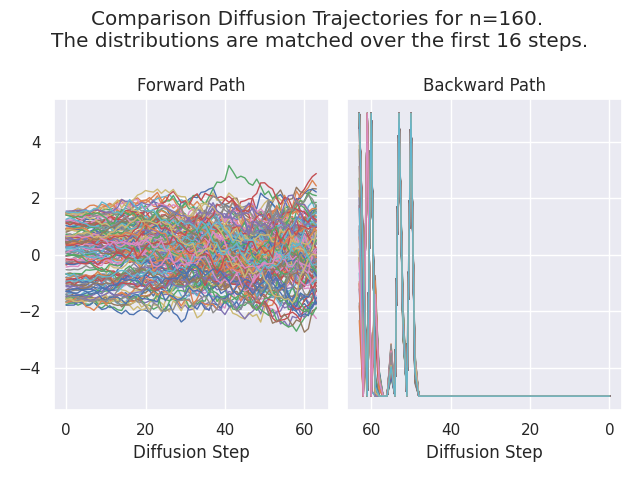 Comparison Diffusion Trajectories for n=160.
The distributions are matched over the first 16 steps.
Forward Path
Backward Path
4
2
0
−2
−4
0 20 40 60
60 40 20 0
Diffusion Step
Diffusion Step